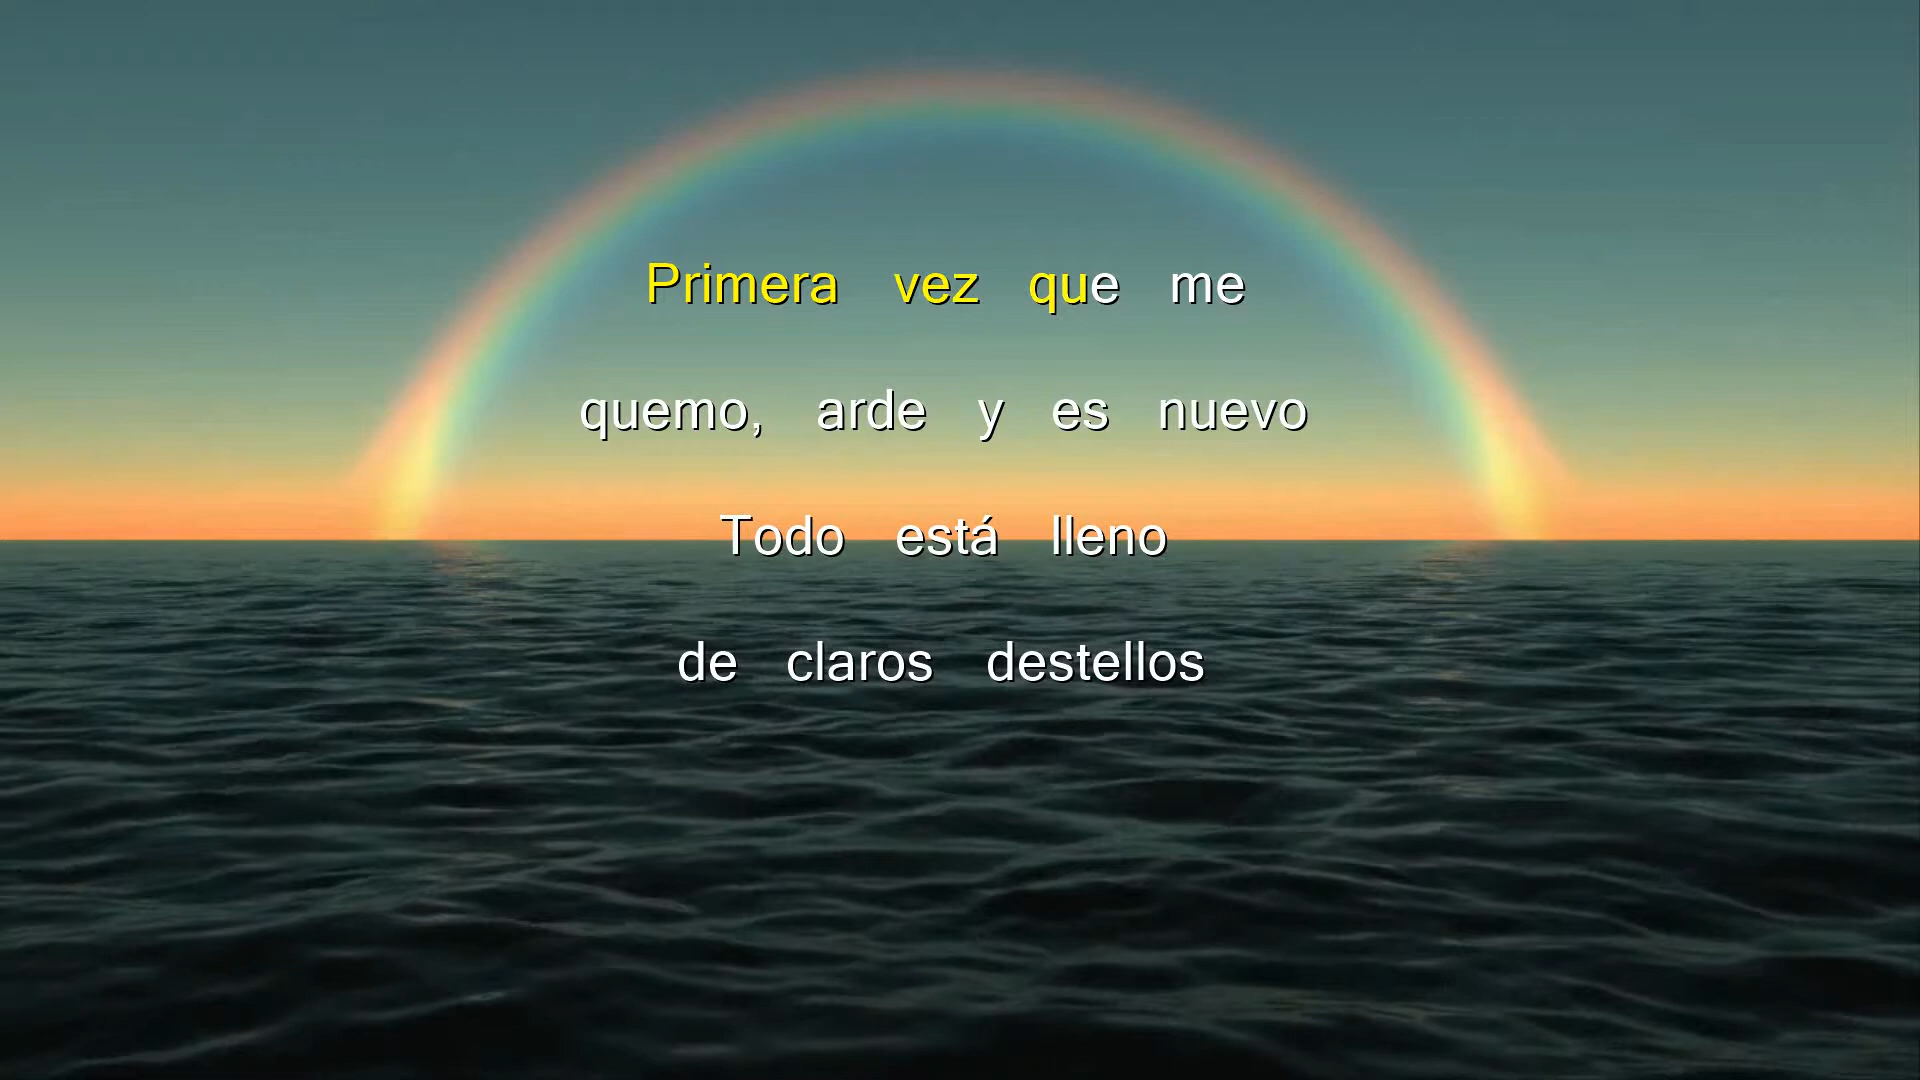 Primera vez que me
quemo, arde y es nuevo
Todo está lleno
de claros destellos